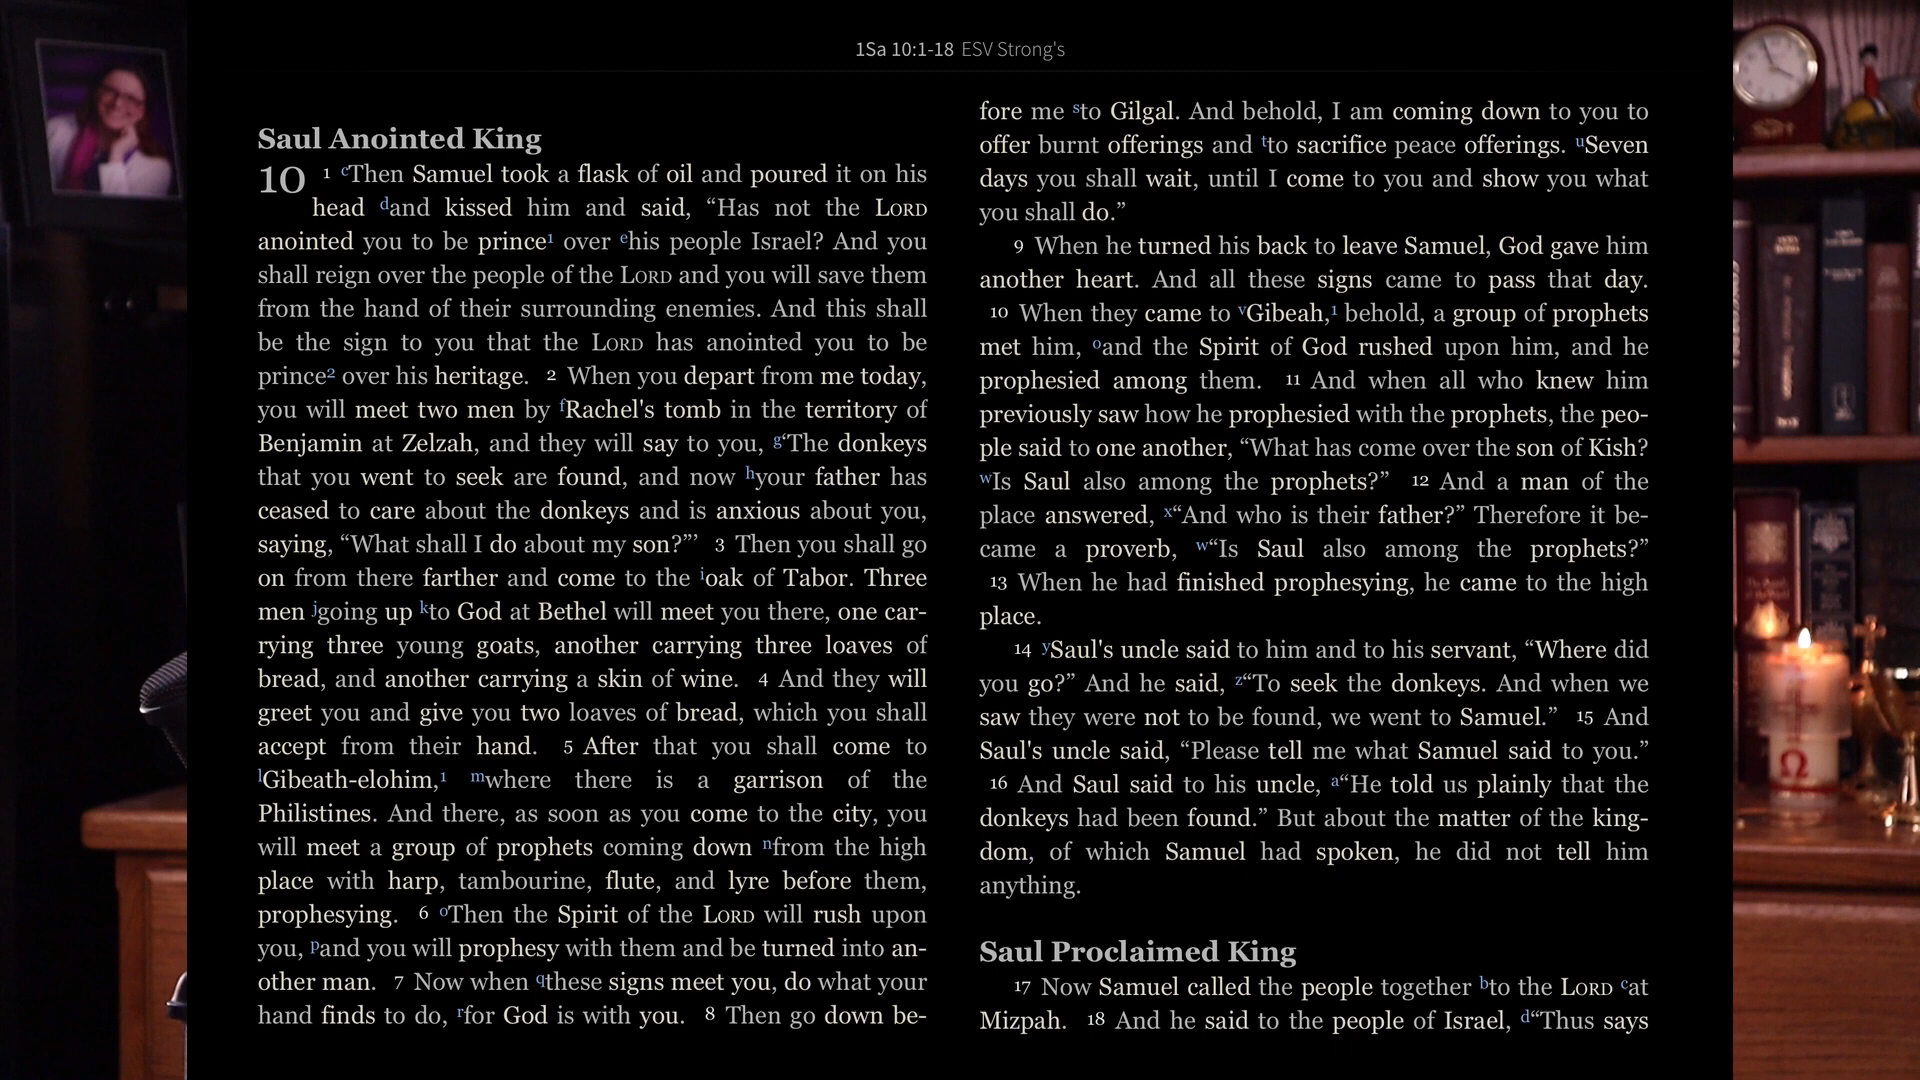 1Sa 10:1-18 ESV Strong's
Saul Anointed King
10 1 cThen Samuel took a flask of oil and poured it on his
head dand kissed him and said, “Has not the LORD
anointed you to be prince1 over ehis people Israel? And you
shall reign over the people of the LORD and you will save them
from the hand of their surrounding enemies. And this shall
be the sign to you that the LORD has anointed you to be
prince2 over his heritage. 2 When you depart from me today,
you will meet two men by fRachel's tomb in the territory of
Benjamin at Zelzah, and they will say to you, g‘The donkeys
that you went to seek are found, and now hyour father has
ceased to care about the donkeys and is anxious about you,
saying, “What shall I do about my son?”’ 3 Then you shall go
on from there farther and come to the ioak of Tabor. Three
men jgoing up kto God at Bethel will meet you there, one car-
rying three young goats, another carrying three loaves of
bread, and another carrying a skin of wine. 4 And they will
greet you and give you two loaves of bread, which you shall
accept from their hand. 5 After that you shall come to
lGibeath-elohim,1 mwhere there is a garrison of the
Philistines. And there, as soon as you come to the city, you
will meet a group of prophets coming down nfrom the high
place with harp, tambourine, flute, and lyre before them,
prophesying. 6 oThen the Spirit of the LORD will rush upon
you, pand you will prophesy with them and be turned into an-
other man. 7 Now when qthese signs meet you, do what your
hand finds to do, rfor God is with you. 8 Then go down be-
fore me sto Gilgal. And behold, I am coming down to you to
offer burnt offerings and tto sacrifice peace offerings. uSeven
days you shall wait, until I come to you and show you what
you shall do.”
9 When he turned his back to leave Samuel, God gave him
another heart. And all these signs came to pass that day.
10 When they came to vGibeah,1 behold, a group of prophets
met him, oand the Spirit of God rushed upon him, and he
prophesied among them. 11 And when all who knew him
previously saw how he prophesied with the prophets, the peo-
ple said to one another, “What has come over the son of Kish?
wIs Saul also among the prophets?” 12 And a man of the
place answered, x“And who is their father?” Therefore it be-
came a proverb, w“Is Saul also among the prophets?”
13 When he had finished prophesying, he came to the high
place.
14 ySaul's uncle said to him and to his servant, “Where did
you go?” And he said, z“To seek the donkeys. And when we
saw they were not to be found, we went to Samuel.” 15 And
Saul's uncle said, “Please tell me what Samuel said to you.”
16 And Saul said to his uncle, a“He told us plainly that the
donkeys had been found.” But about the matter of the king-
dom, of which Samuel had spoken, he did not tell him
anything.
Saul Proclaimed King
17 Now Samuel called the people together bto the LORD cat
Mizpah. 18 And he said to the people of Israel, d“Thus says
Ω